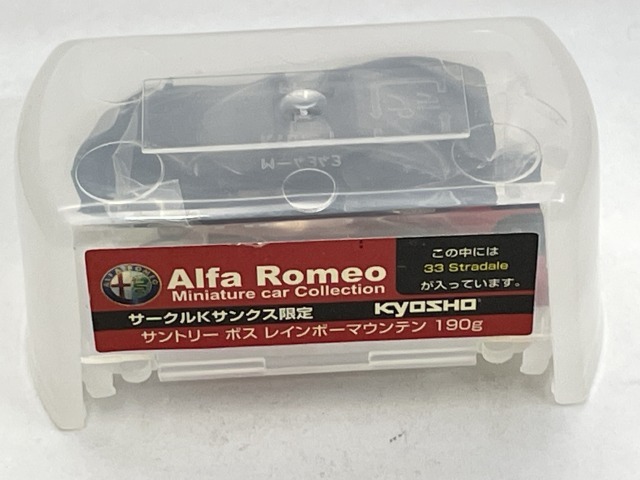 Alfa Romeo
Miniature car Collection
サークルKサンクス限定 KYOSHO
サントリー ボス レインボーマウンテン 190g
この中には
33 Stradale
が入っています。